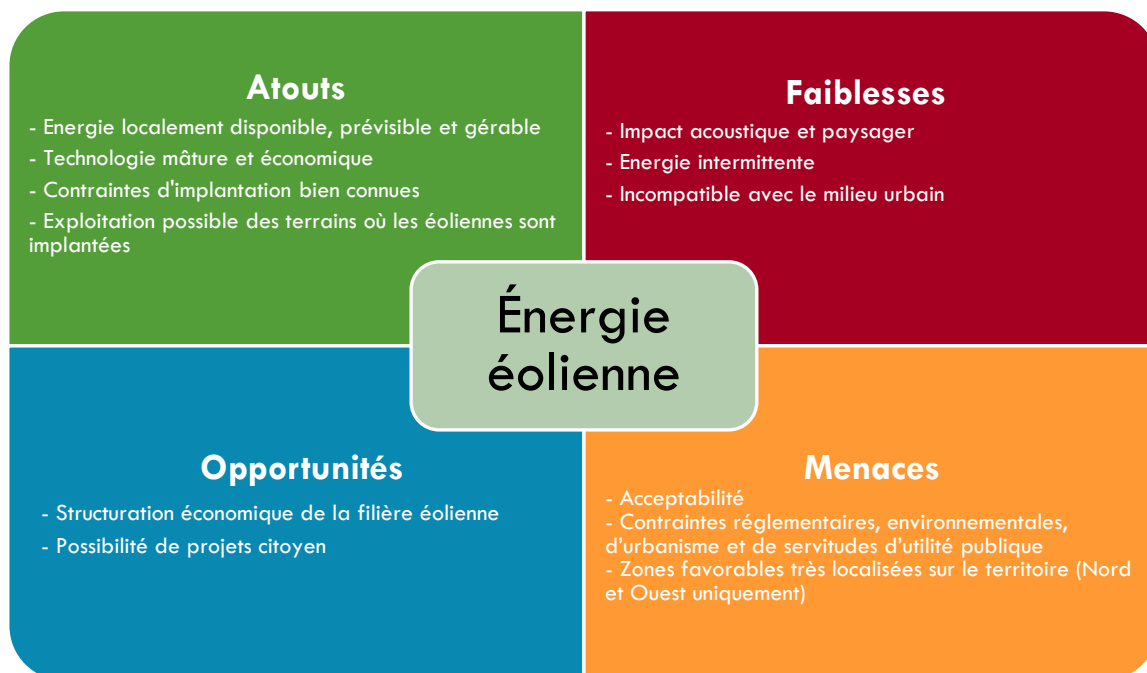 Atouts
- Energie localement disponible, prévisible et gérable
- Technologie mâture et économique
- Contraintes d'implantation bien connues
- Exploitation possible des terrains où les éoliennes sont
implantées
Faiblesses
- Impact acoustique et paysager
- Energie intermittente
- Incompatible avec le milieu urbain
Énergie
éolienne
Opportunités
- Structuration économique de la filière éolienne
- Possibilité de projets citoyen
Menaces
- Acceptabilité
- Contraintes réglementaires, environnementales,
d'urbanisme et de servitudes d'utilité publique
- Zones favorables très localisées sur le territoire (Nord
et Ouest uniquement)